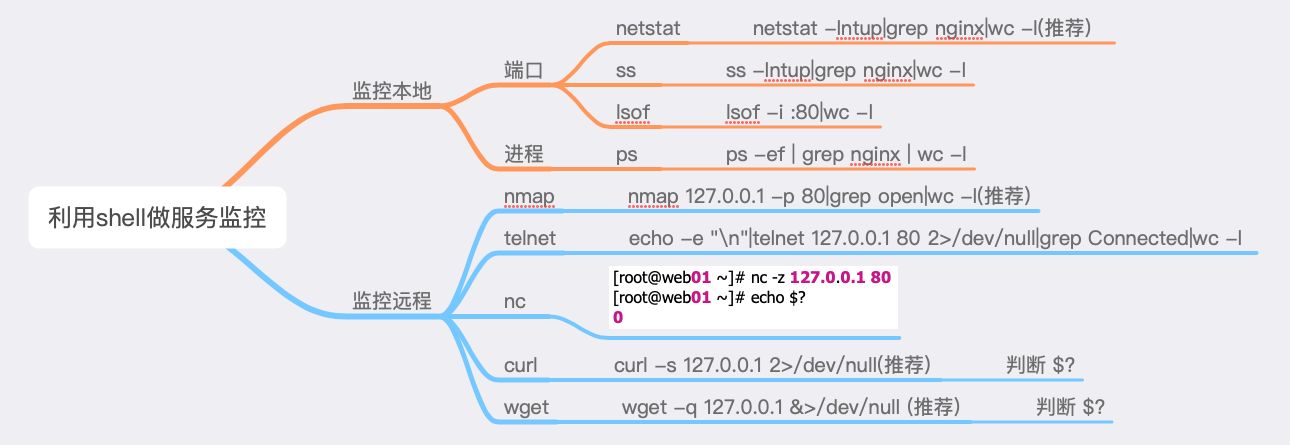 netstat netstat -lntup|grep nginx|wc -l(推荐)
端口 ss ss -lntup|grep nginx|wc -l
监控本地
lsof lsof -i :80|wc -l
进程 ps ps -ef | grep nginx | wc -l
利用shell做服务监控
nmap nmap 127.0.0.1 -p 80|grep open|wc -l(推荐)
telnet echo -e "\n"|telnet 127.0.0.1 80 2>/dev/null|grep Connected|wc -l
监控远程
nc
[root@web01 ~]# nc -z 127.0.0.1 80
[root@web01 ~]# echo $?
0
curl curl -s 127.0.0.1 2>/dev/null(推荐) 判断 $?
wget wget -q 127.0.0.1 &>/dev/null (推荐) 判断 $?